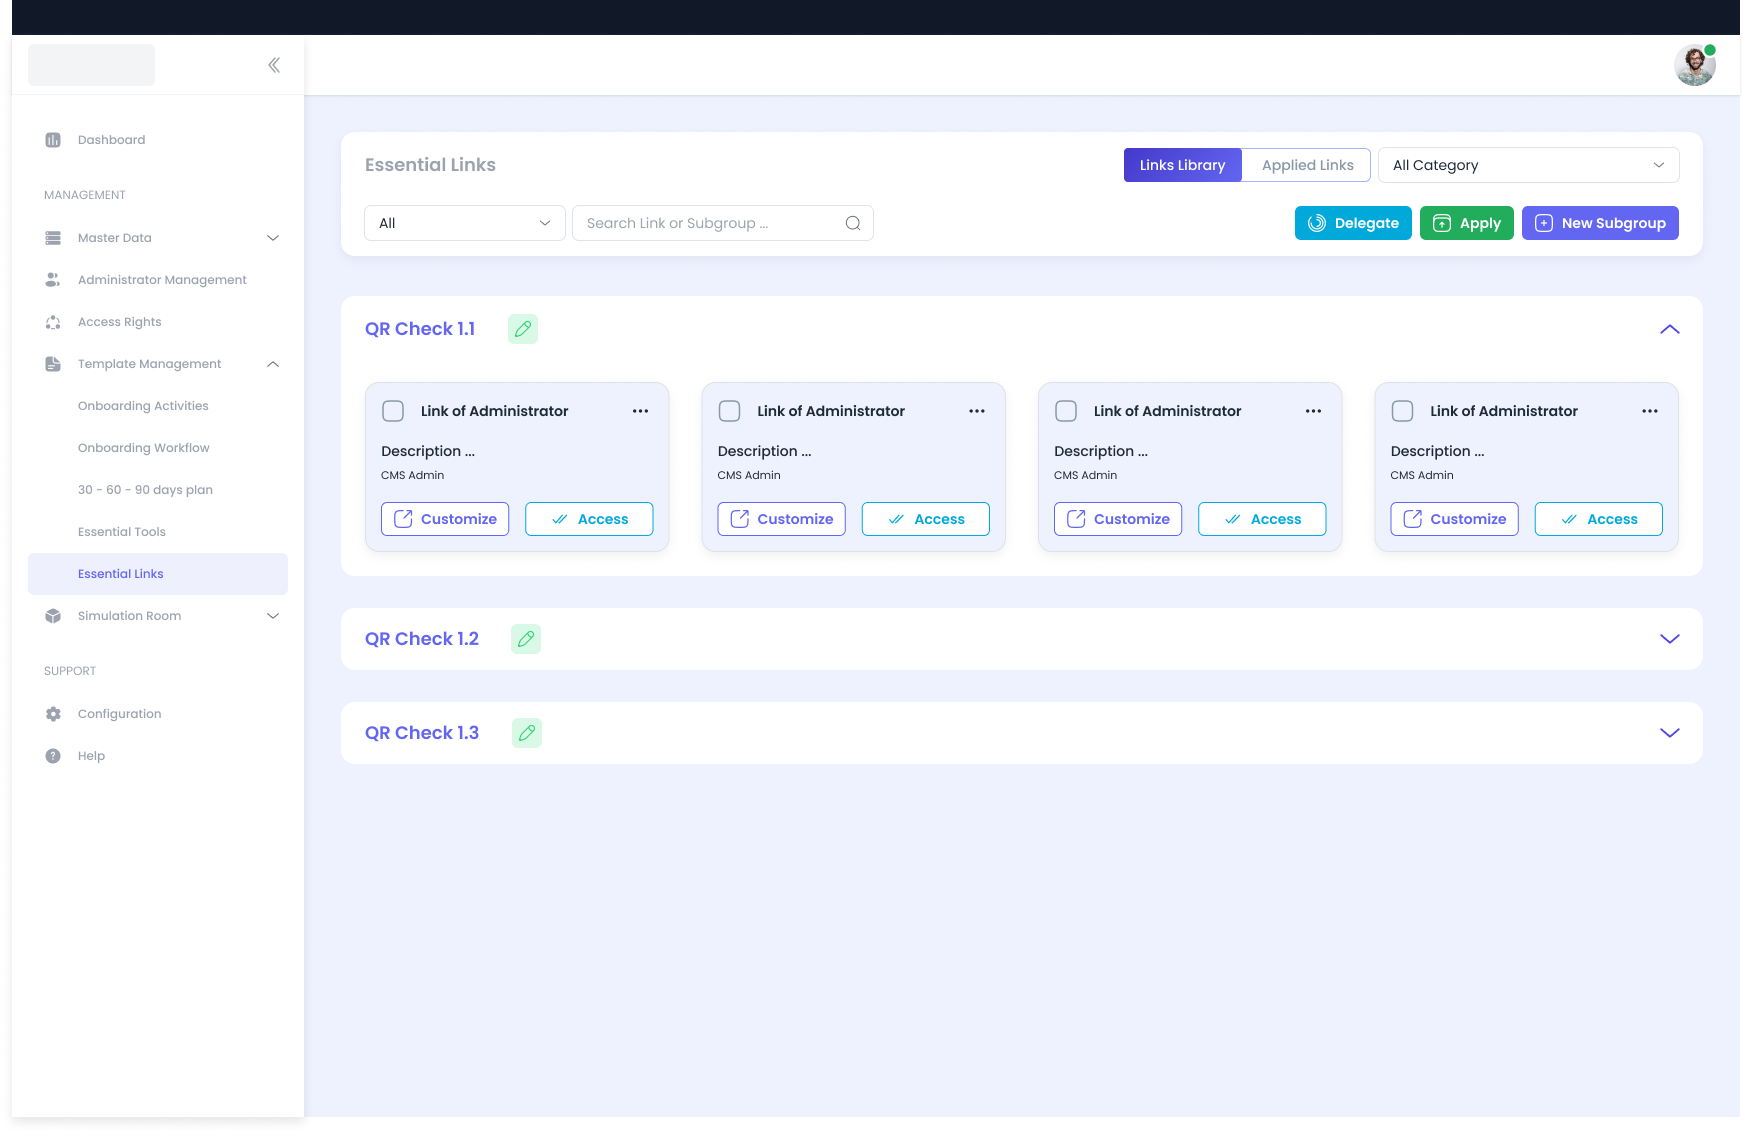 Dashboard
MANAGEMENT
Master Data
Administrator Management
Access Rights
Template Management
Onboarding Activities
Onboarding Workflow
30 - 60 - 90 days plan
Essential Tools
Essential Links
Simulation Room
SUPPORT
Configuration
Help
Essential Links
Links Library
Applied Links
All Category
All
Search Link or Subgroup ...
Delegate
Apply
New Subgroup
QR Check 1.1
Link of Administrator
Description ...
CMS Admin
Customize
Access
Link of Administrator
Description ...
CMS Admin
Customize
Access
Link of Administrator
Description ...
CMS Admin
Customize
Access
Link of Administrator
Description ...
CMS Admin
Customize
Access
QR Check 1.2
QR Check 1.3